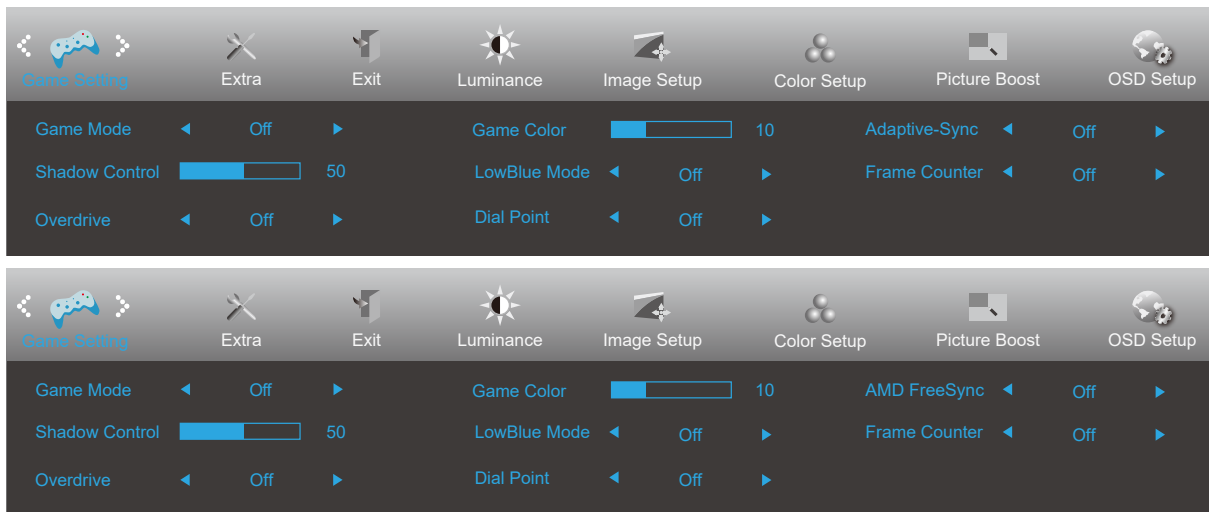 Game Setting Extra Exit Luminance Image Setup Color Setup Picture Boost OSD Setup
Game Mode Off Game Color 10 Adaptive-Sync Off
Shadow Control 50 LowBlue Mode Off Frame Counter Off
Overdrive Off Dial Point Off
Game Setting Extra Exit Luminance Image Setup Color Setup Picture Boost OSD Setup
Game Mode Off Game Color 10 AMD FreeSync Off
Shadow Control 50 LowBlue Mode Off Frame Counter Off
Overdrive Off Dial Point Off